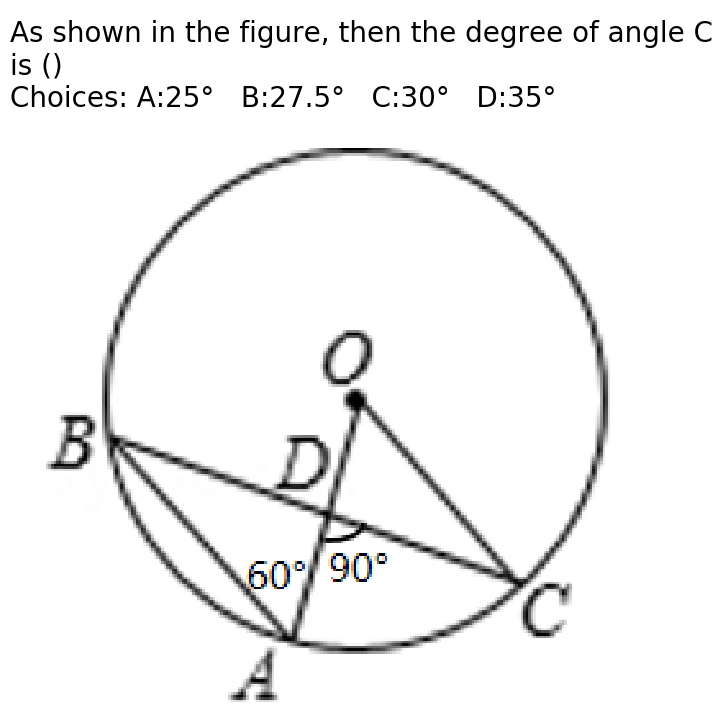 As shown in the figure, then the degree of angle C
is ()
Choices: A:25° B:27.5° C:30° D:35°
O
B
D
60°
90°
C
A